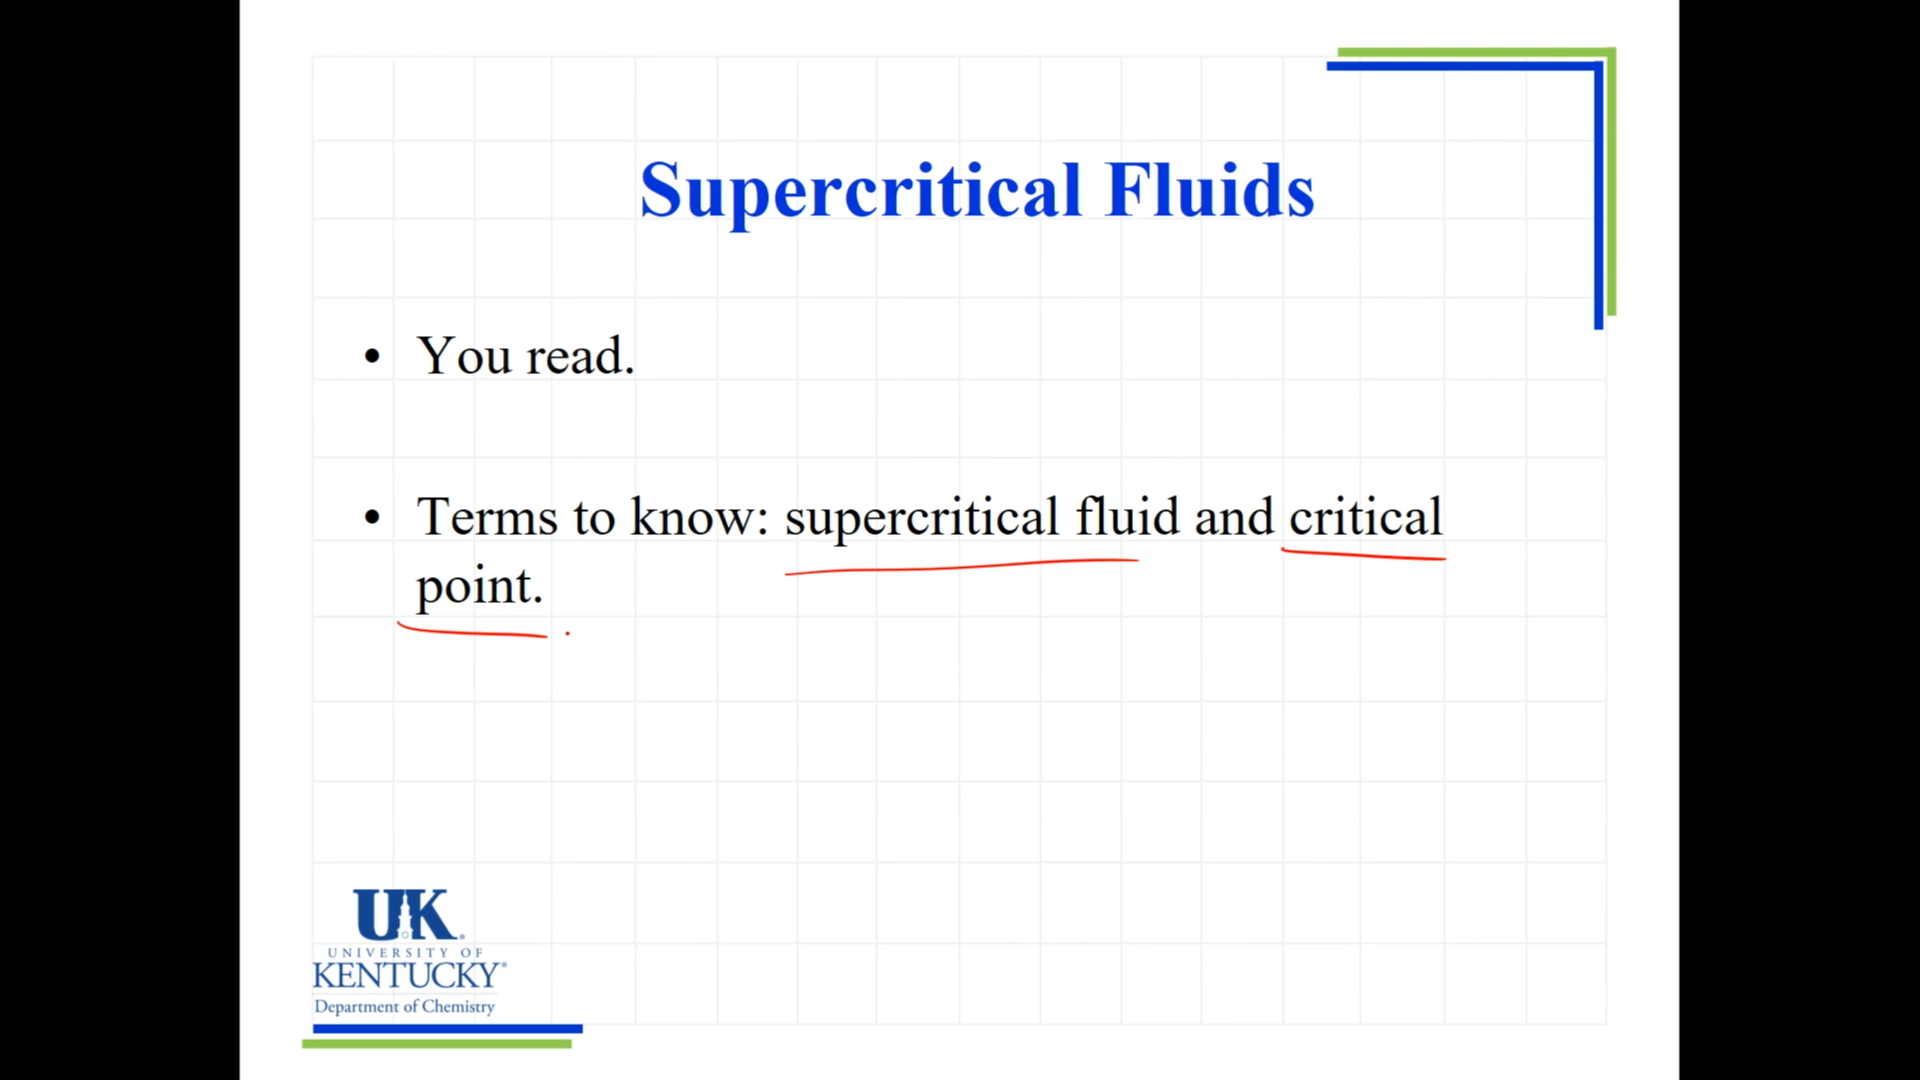 Supercritical Fluids
• You read.
• Terms to know: supercritical fluid and critical
point.
UK
UNIVERSITY OF
KENTUCKY®
Department of Chemistry